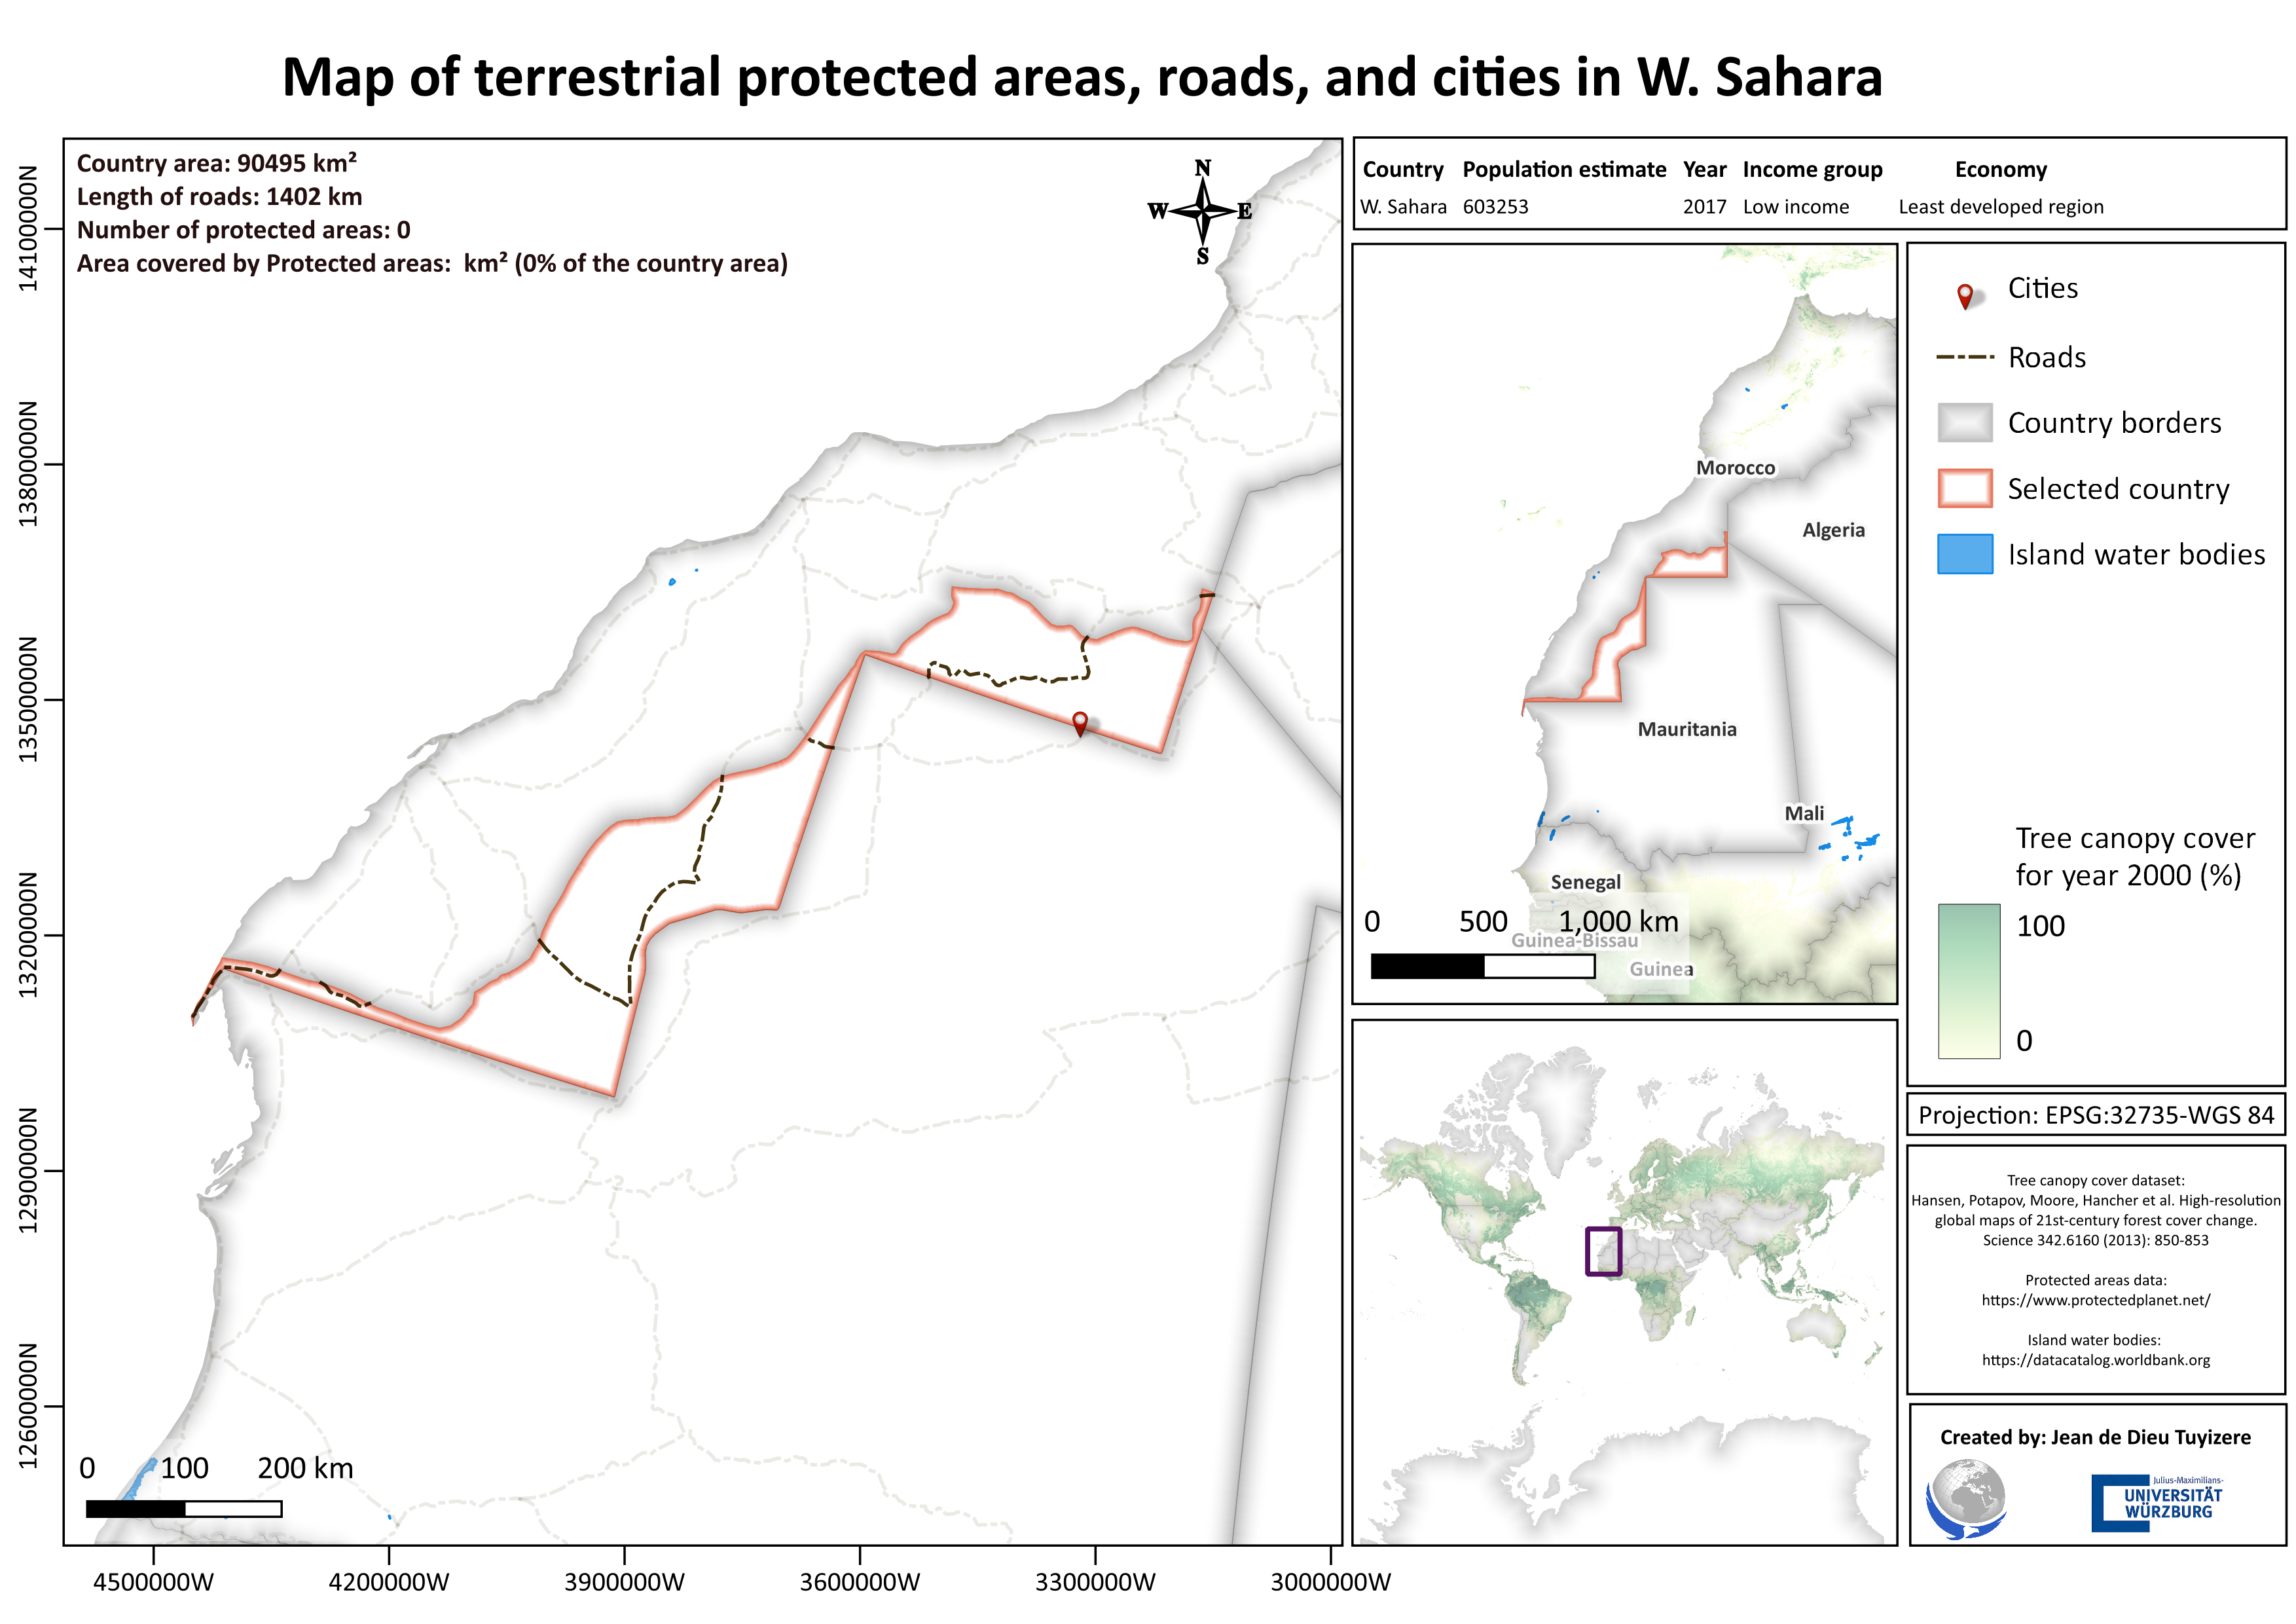 Map of terrestrial protected areas, roads, and cities in W. Sahara
Country area: 90495 km²
Length of roads: 1402 km
Number of protected areas: 0
Area covered by Protected areas:  km² (0% of the country area)
N
W E
S
14100000N
13800000N
13500000N
13200000N
12900000N
12600000N
0 100 200 km
4500000W 4200000W 3900000W 3600000W 3300000W 3000000W
Country Population estimate Year Income group Economy
W. Sahara 603253 2017 Low income Least developed region
Morocco
Algeria
Mauritania
Mali
Senegal
0 500 1,000 km
Guinea-Bissau
Guinea
Cities
Roads
Country borders
Selected country
Island water bodies
Tree canopy cover
for year 2000 (%)
100
0
Projection: EPSG:32735-WGS 84
Tree canopy cover dataset:
Hansen, Potapov, Moore, Hancher et al. High-resolution
global maps of 21st-century forest cover change.
Science 342.6160 (2013): 850-853
Protected areas data:
https://www.protectedplanet.net/
Island water bodies:
https://datacatalog.worldbank.org
Created by: Jean de Dieu Tuyizere
Julius-Maximilians-
UNIVERSITÄT
WÜRZBURG